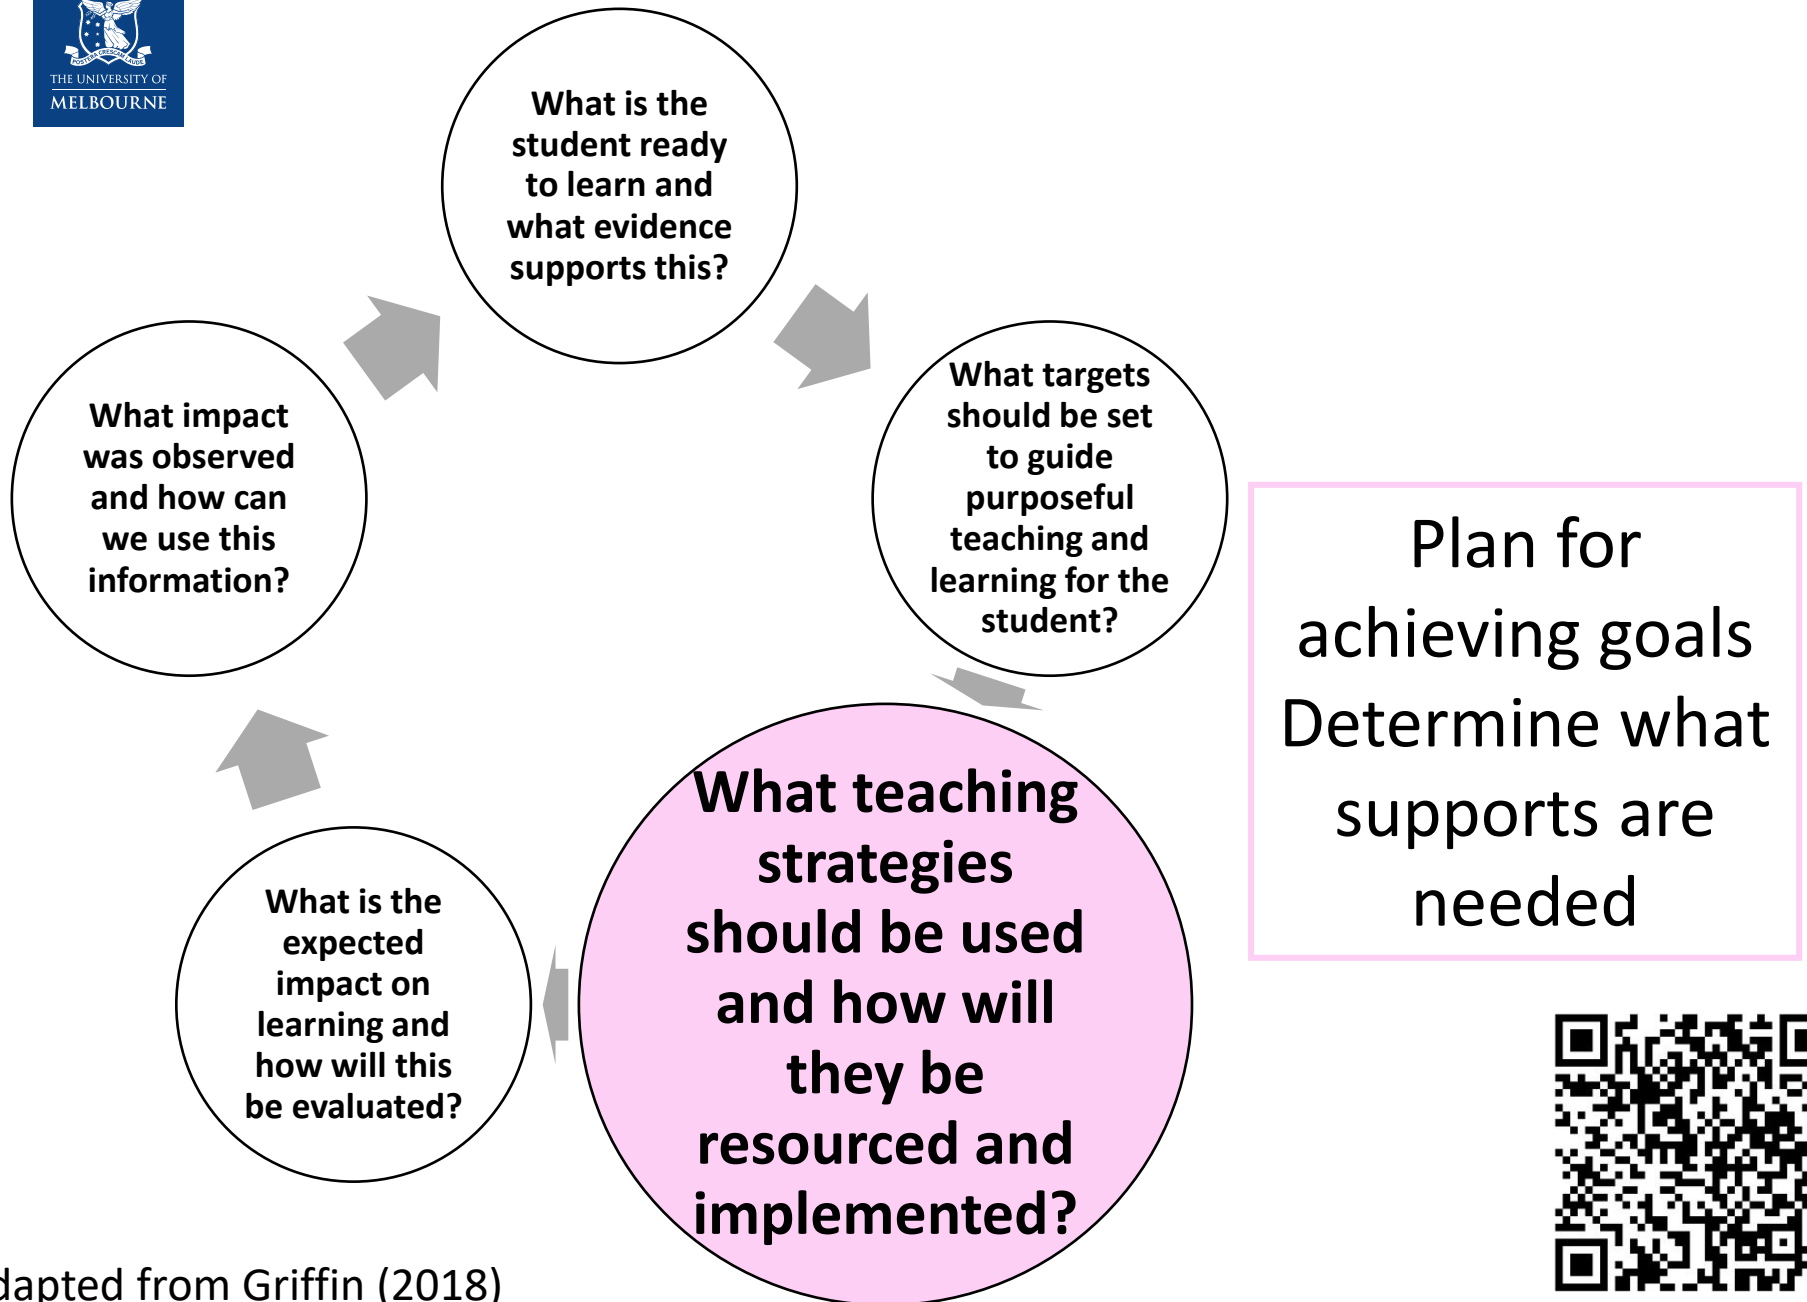 POSTERA CRESCAM LAUDE
THE UNIVERSITY OF
MELBOURNE
What is the
student ready
to learn and
what evidence
supports this?
What targets
should be set
to guide
purposeful
teaching and
learning for the
student?
What teaching
strategies
should be used
and how will
they be
resourced and
implemented?
What is the
expected
impact on
learning and
how will this
be evaluated?
What impact
was observed
and how can
we use this
information?
Plan for
achieving goals
Determine what
supports are
needed
dapted from Griffin (2018)